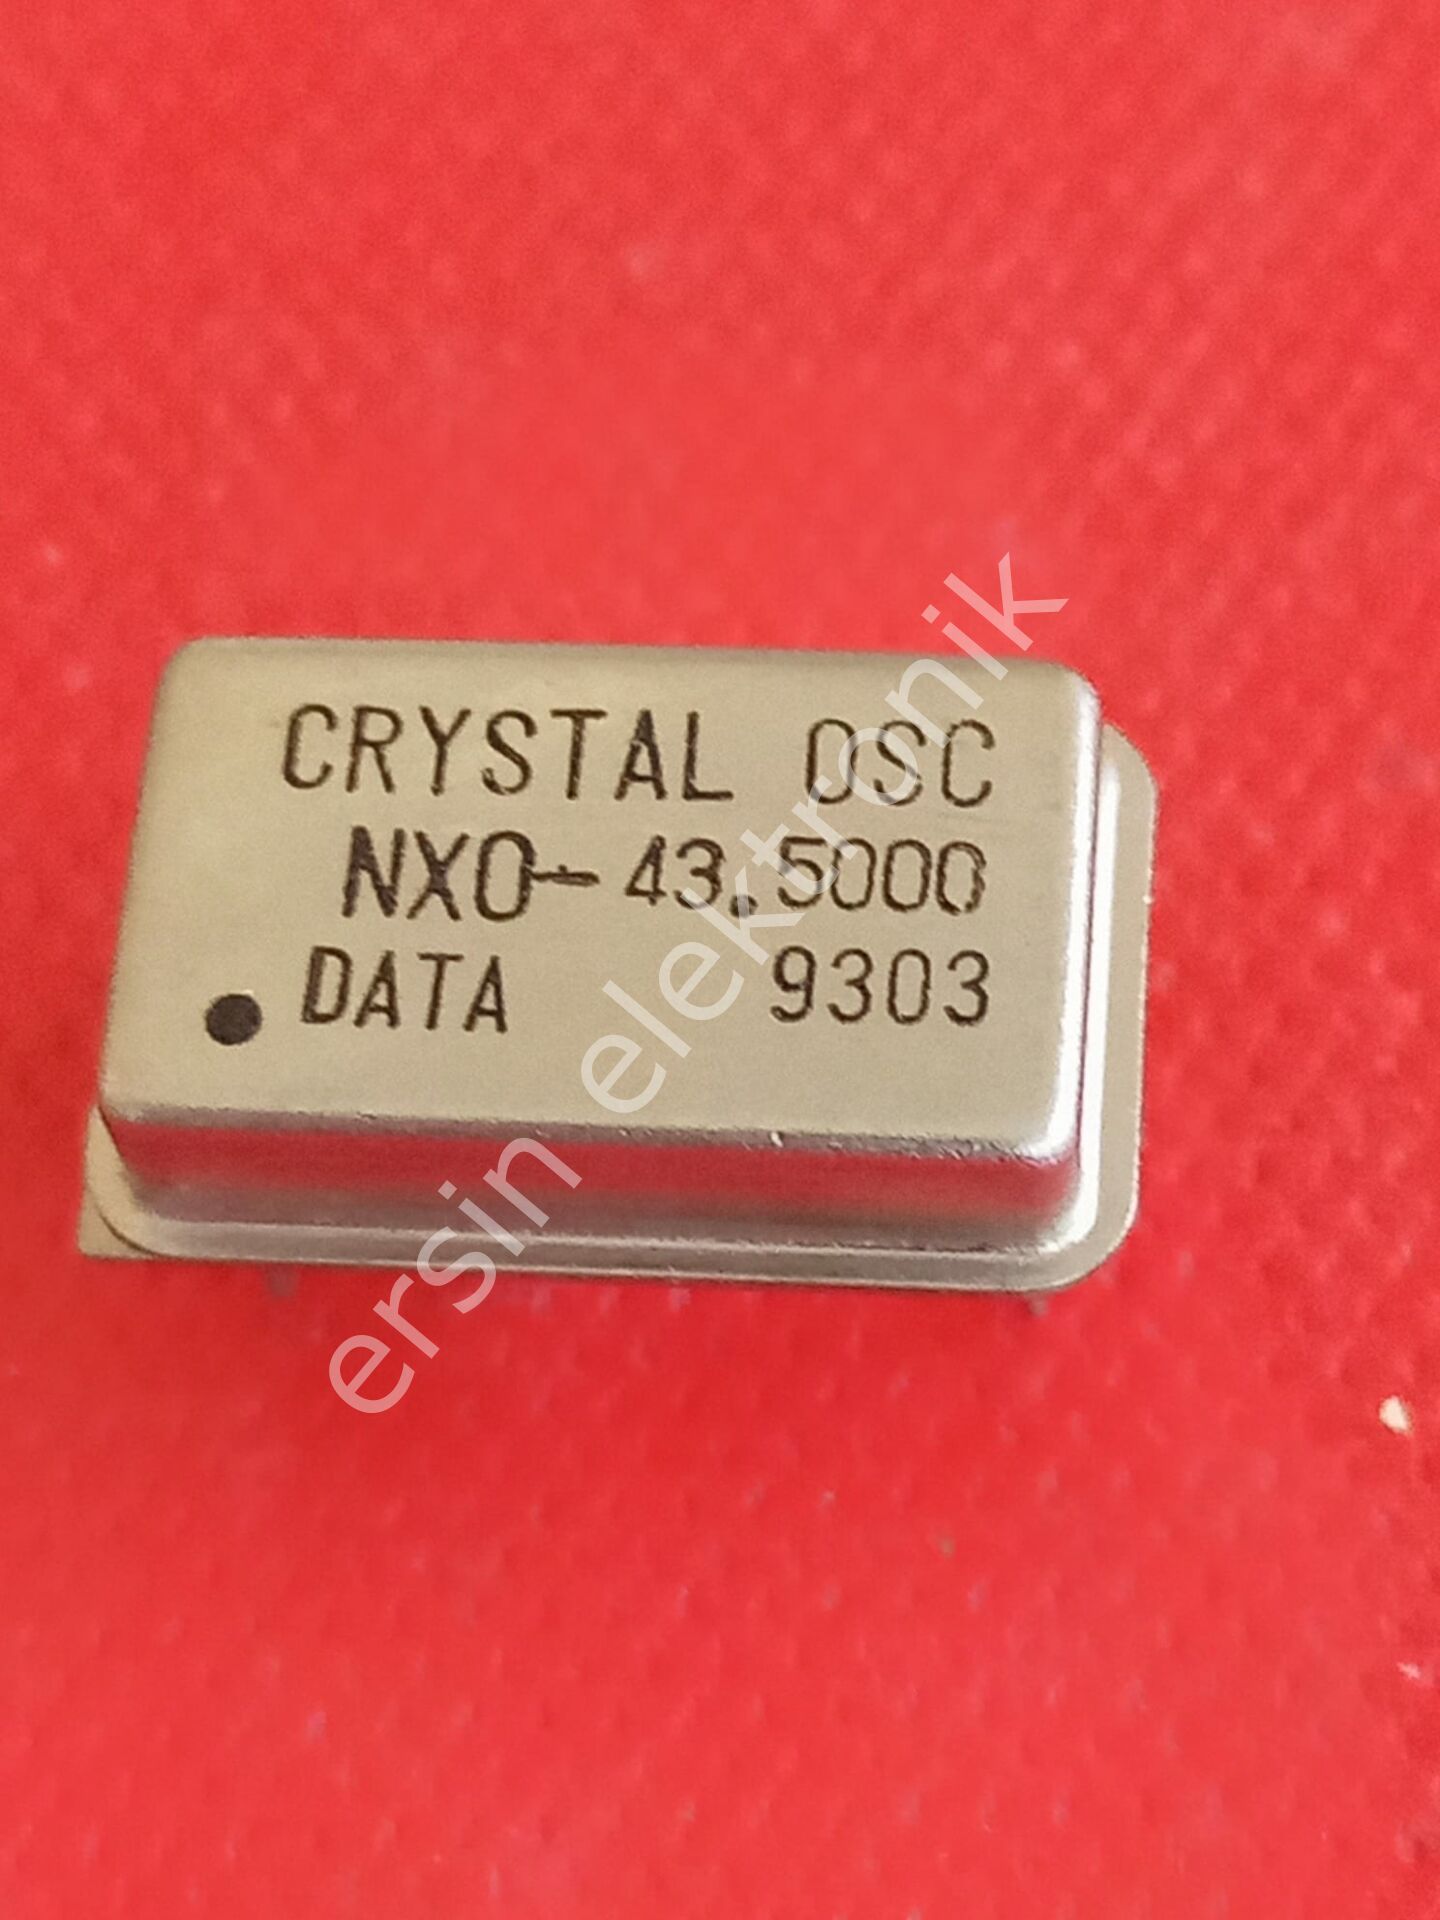 CRYSTAL OSC
NXO-43.5000
DATA 9303
ersin elektronik